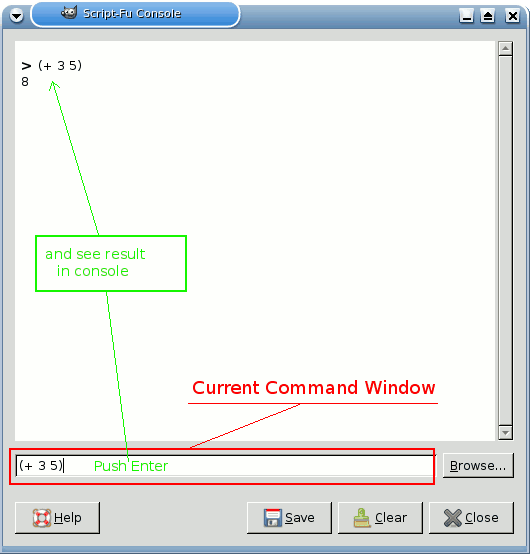 Script-Fu Console
> (+ 3 5)
8
and see result
in console
Current Command Window
(+ 3 5)
Push Enter
Browse...
Help
Save
Clear
Close